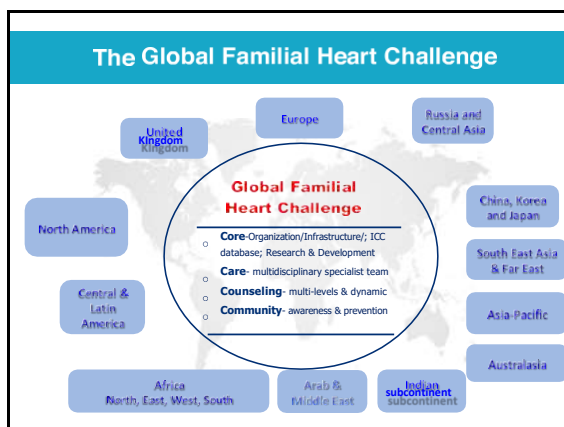 The Global Familial Heart Challenge
Europe
Russia and
Central Asia
United
Kingdom
Global Familial
Heart Challenge
China, Korea
and Japan
North America
Core-Organization/Infrastructure/; ICC
database; Research & Development
Care- multidisciplinary specialist team
Counseling- multi-levels & dynamic
Community- awareness & prevention
South East Asia
& Far East
Central &
Latin
America
Asia-Pacific
Australasia
Africa
North, East, West, South
Arab &
Middle East
Indian
subcontinent